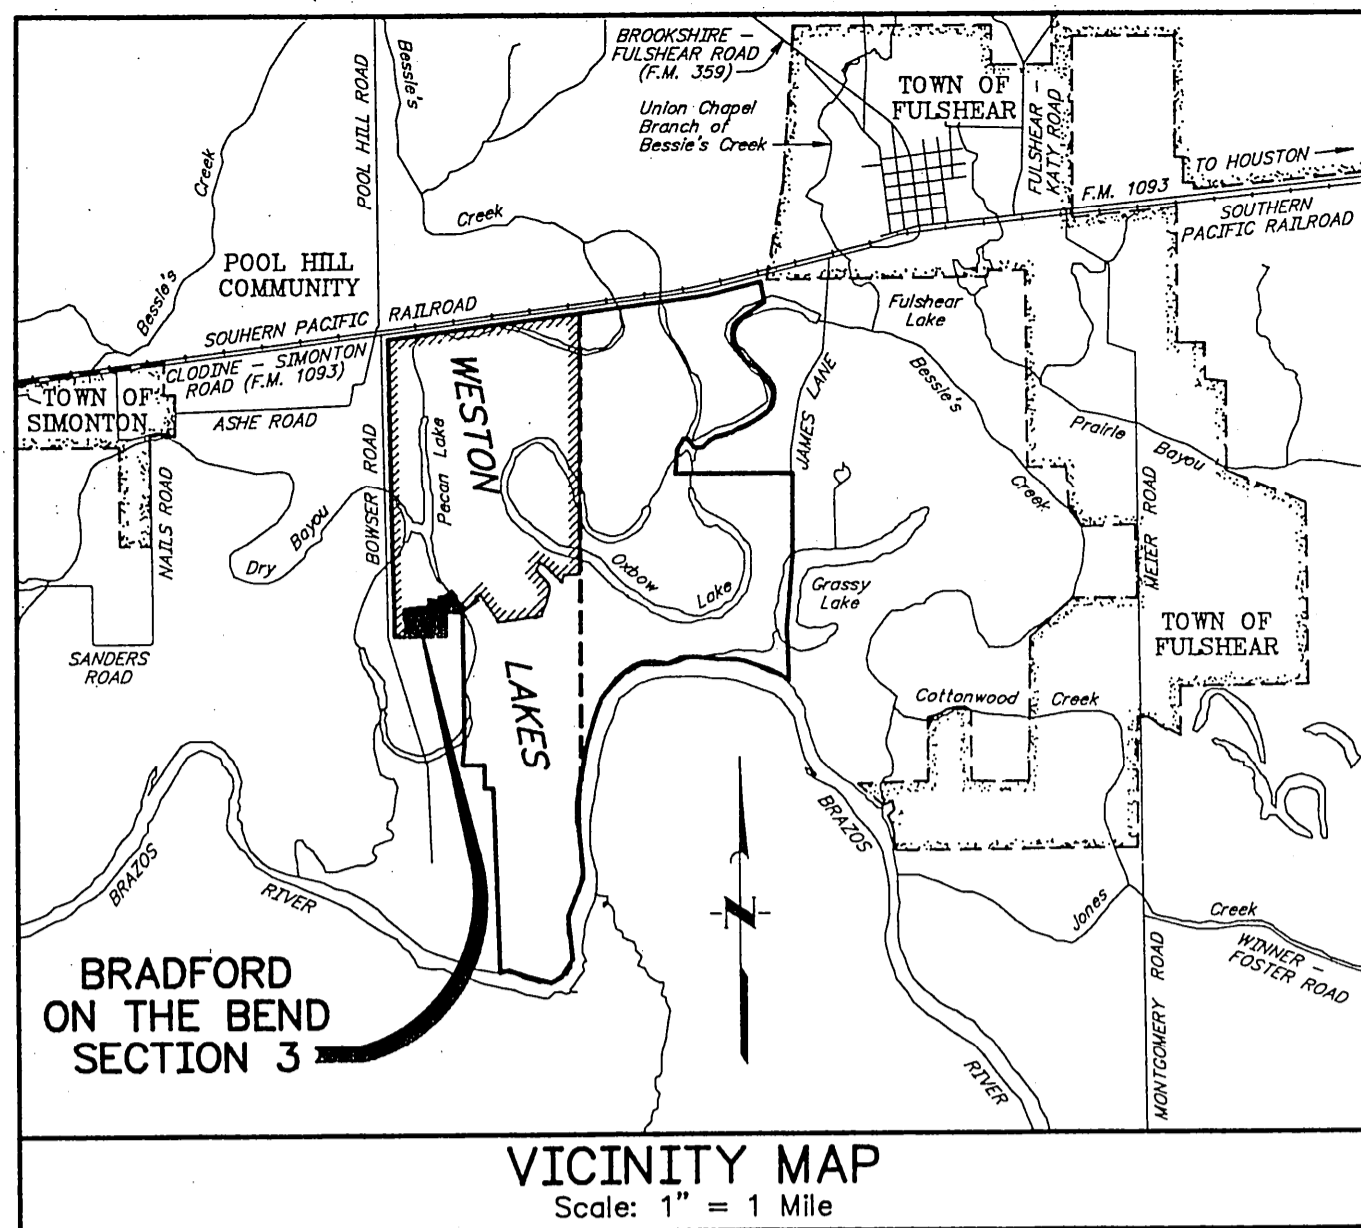 BROOKSHIRE –
FULSHEAR ROAD
(F.M. 359)
TOWN OF
FULSHEAR
Union Chapel
Branch of
Bessie's Creek
FULSHEAR –
KATY ROAD
TO HOUSTON
F.M. 1093
SOUTHERN
PACIFIC RAILROAD
Bessie's
Creek
POOL HILL ROAD
Bessie's
Creek
POOL HILL
COMMUNITY
SOUHERN PACIFIC RAILROAD
CLODINE – SIMONTON
ROAD (F.M. 1093)
TOWN OF
SIMONTON
ASHE ROAD
NAILS ROAD
SANDERS
ROAD
Dry Bayou
BOWSER ROAD
Pecan Lake
WESTON
LAKES
Oxbow Lake
JAMES LANE
Grassy
Lake
Fulshear
Lake
Bessie's
Creek
Prairie Bayou
MEIER ROAD
TOWN OF
FULSHEAR
Cottonwood Creek
BRAZOS
RIVER
BRAZOS
RIVER
N
Jones Creek
WINNER –
FOSTER ROAD
MONTGOMERY ROAD
BRADFORD
ON THE BEND
SECTION 3
VICINITY MAP
Scale: 1" = 1 Mile